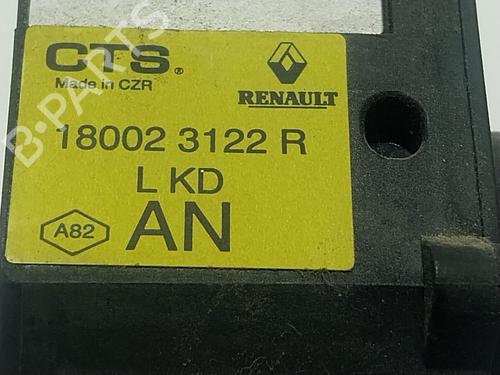 CTS®
Made in CZR
RENAULT
18002 3122 R
L KD
A82
AN
B-PARTS